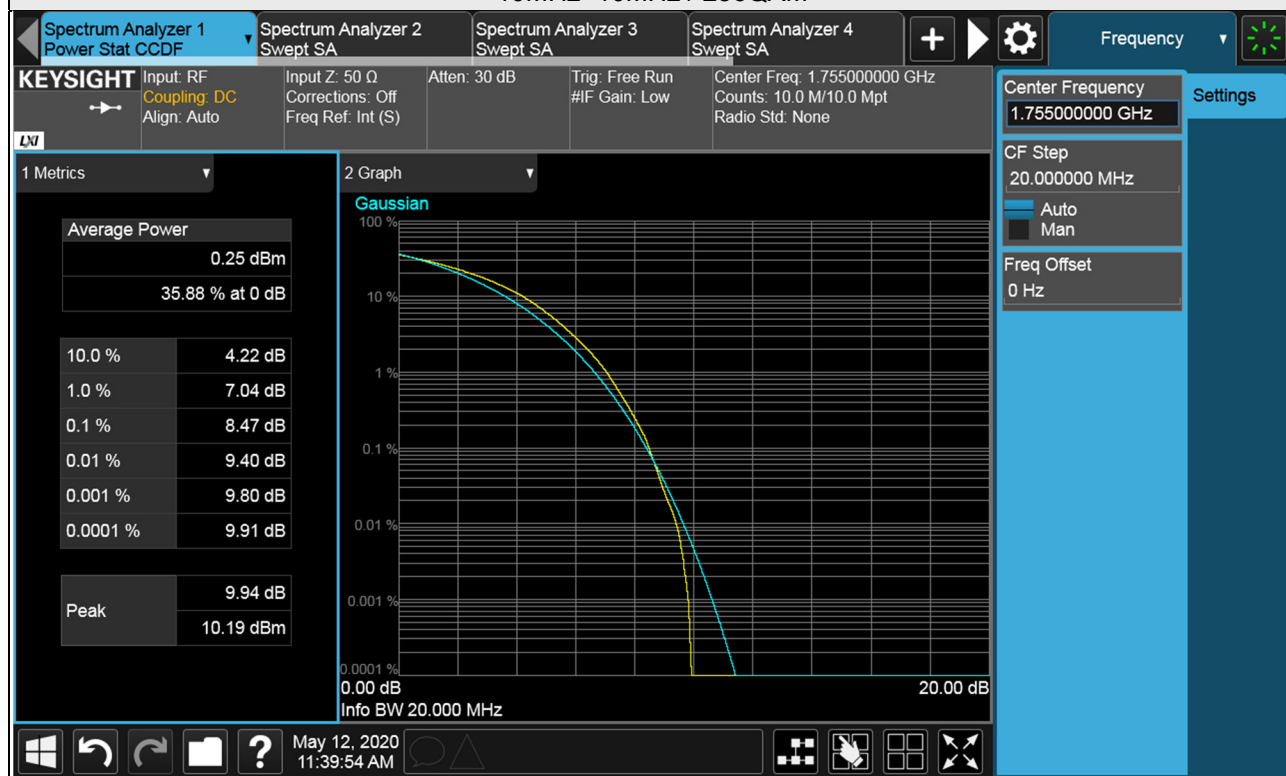 Spectrum Analyzer 1
Power Stat CCDF
Spectrum Analyzer 2
Swept SA
Spectrum Analyzer 3
Swept SA
Spectrum Analyzer 4
Swept SA
Frequency
KEYSIGHT
LXI
Input: RF
Coupling: DC
Align: Auto
Input Z: 50 Ω
Corrections: Off
Freq Ref: Int (S)
Atten: 30 dB
Trig: Free Run
#IF Gain: Low
Center Freq: 1.755000000 GHz
Counts: 10.0 M/10.0 Mpt
Radio Std: None
Center Frequency
1.755000000 GHz
Settings
CF Step
20.000000 MHz
Auto
Man
Freq Offset
0 Hz
1 Metrics
Average Power
0.25 dBm
35.88 % at 0 dB
10.0 % 4.22 dB
1.0 % 7.04 dB
0.1 % 8.47 dB
0.01 % 9.40 dB
0.001 % 9.80 dB
0.0001 % 9.91 dB
Peak
9.94 dB
10.19 dBm
2 Graph
Gaussian
100 %
10 %
1 %
0.1 %
0.01 %
0.001 %
0.0001 %
0.00 dB 20.00 dB
Info BW 20.000 MHz
?
May 12, 2020
11:39:54 AM